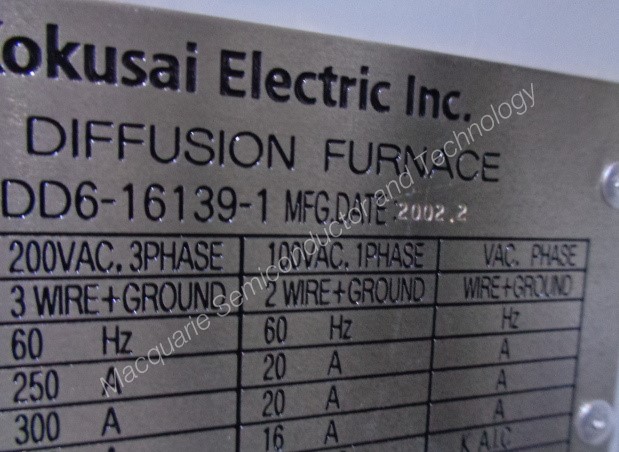 Kokusai Electric Inc.
DIFFUSION FURNACE
DD6-16139-1 MFG.DATE 2002.2
200VAC. 3PHASE 100VAC. 1PHASE VAC. PHASE
3 WIRE+GROUND 2 WIRE+GROUND WIRE+GROUND
60 Hz 60 Hz Hz
250 A 20 A A
300 A 20 A A
16 A K.A.I.C
Macquarie Semiconductor and Technology